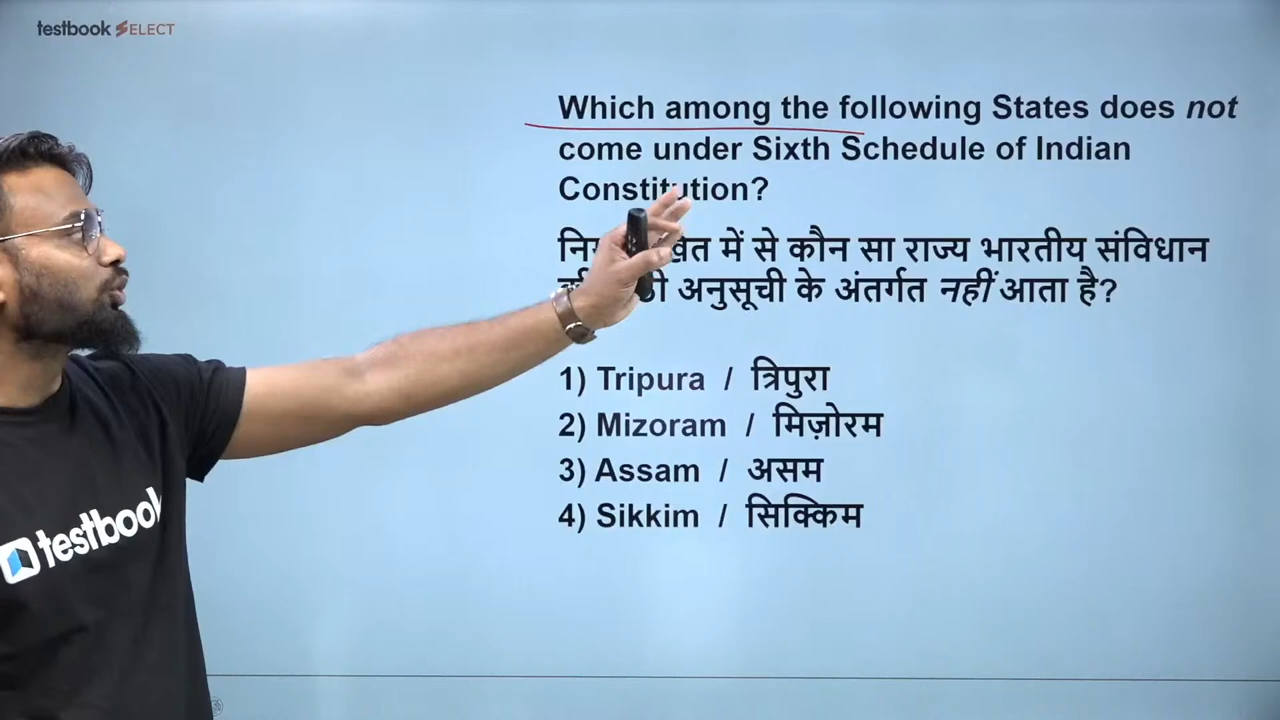 testbook SELECT
Which among the following States does not
come under Sixth Schedule of Indian
Constitution?
में से कौन सा राज्य भारतीय संविधान
अनुसूची के अंतर्गत नहीं आता है?
1) Tripura / त्रिपुरा
2) Mizoram / मिज़ोरम
3) Assam / असम
4) Sikkim / सिक्किम
testbook